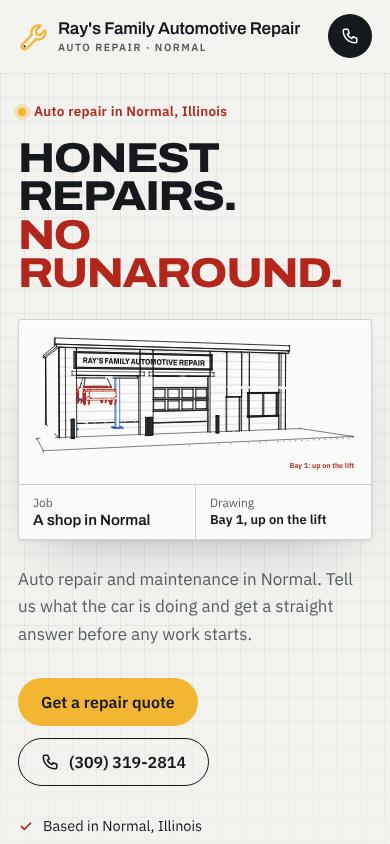 Ray's Family Automotive Repair
AUTO REPAIR · NORMAL
Auto repair in Normal, Illinois
HONEST
REPAIRS.
NO
RUNAROUND.
RAY'S FAMILY AUTOMOTIVE REPAIR
Bay 1: up on the lift
Job
A shop in Normal
Drawing
Bay 1, up on the lift
Auto repair and maintenance in Normal. Tell
us what the car is doing and get a straight
answer before any work starts.
Get a repair quote
(309) 319-2814
Based in Normal, Illinois